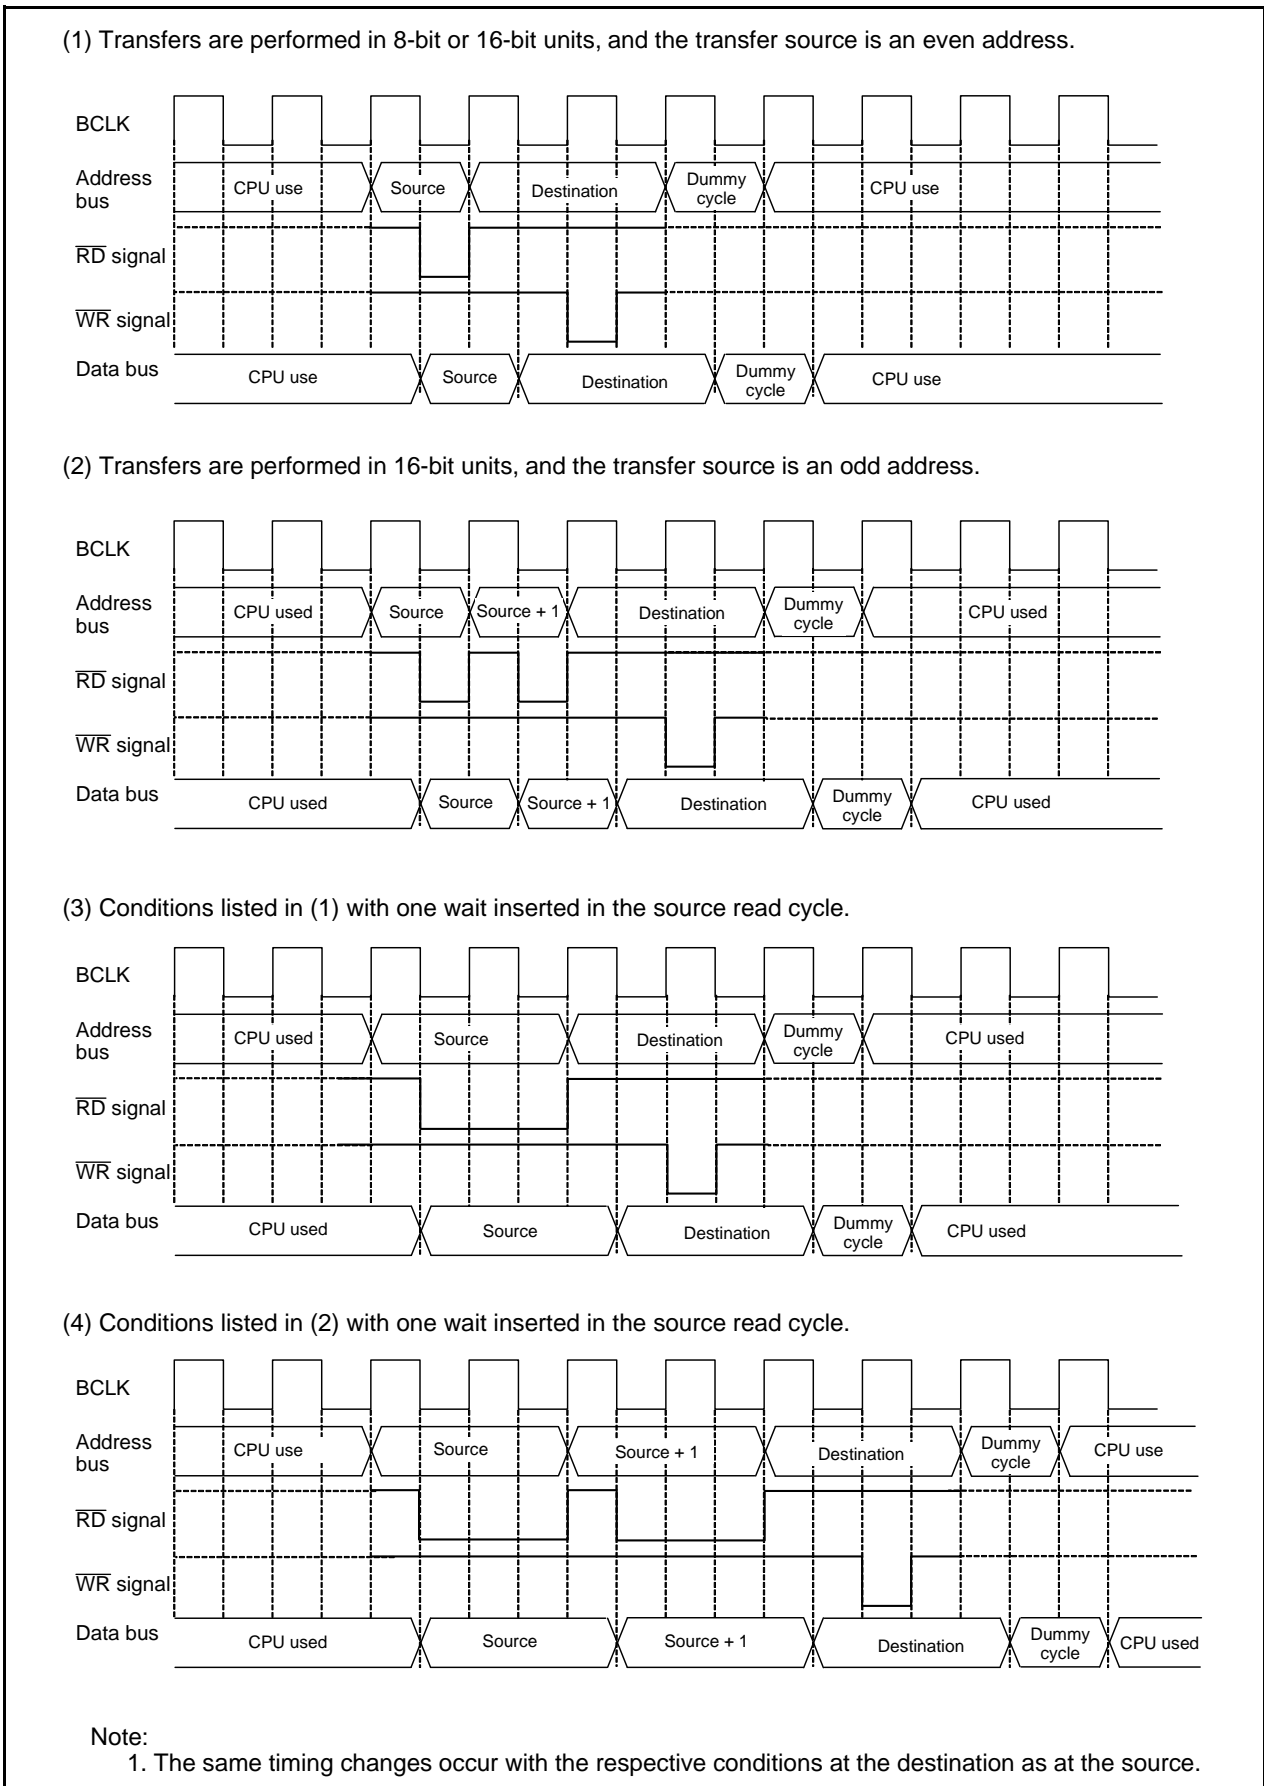 (1) Transfers are performed in 8-bit or 16-bit units, and the transfer source is an even address.
BCLK
Address
bus
CPU use
Source
Destination
Dummy
cycle
CPU use
RD signal
WR signal
Data bus
CPU use
Source
Destination
Dummy
cycle
CPU use
(2) Transfers are performed in 16-bit units, and the transfer source is an odd address.
BCLK
Address
bus
CPU used
Source
Source + 1
Destination
Dummy
cycle
CPU used
RD signal
WR signal
Data bus
CPU used
Source
Source + 1
Destination
Dummy
cycle
CPU used
(3) Conditions listed in (1) with one wait inserted in the source read cycle.
BCLK
Address
bus
CPU used
Source
Destination
Dummy
cycle
CPU used
RD signal
WR signal
Data bus
CPU used
Source
Destination
Dummy
cycle
CPU used
(4) Conditions listed in (2) with one wait inserted in the source read cycle.
BCLK
Address
bus
CPU use
Source
Source + 1
Destination
Dummy
cycle
CPU use
RD signal
WR signal
Data bus
CPU used
Source
Source + 1
Destination
Dummy
cycle
CPU used
Note:
1. The same timing changes occur with the respective conditions at the destination as at the source.